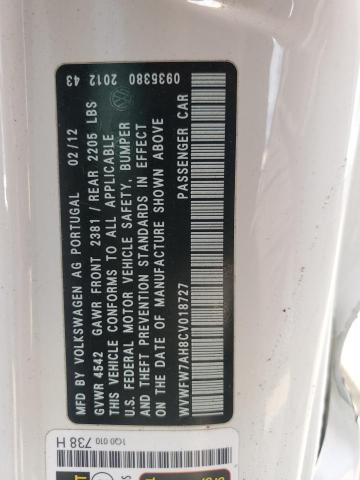 0935380 2012 43
MFD BY VOLKSWAGEN AG PORTUGAL 02/12
GVWR 4542 GAWR FRONT 2381 / REAR 2205 LBS
THIS VEHICLE CONFORMS TO ALL /APPLICABLE
U.S. FEDERAL MOTOR VEHICLE SAFETY, BUMPER
AND THEFT PREVENTION STANDARDS IN EFFECT
ON THE DATE OF MANUFACTURE SHOWN ABOVE
WVWFW7AH8CV018727 PASSENGER CAR
1Q0 010 738 H